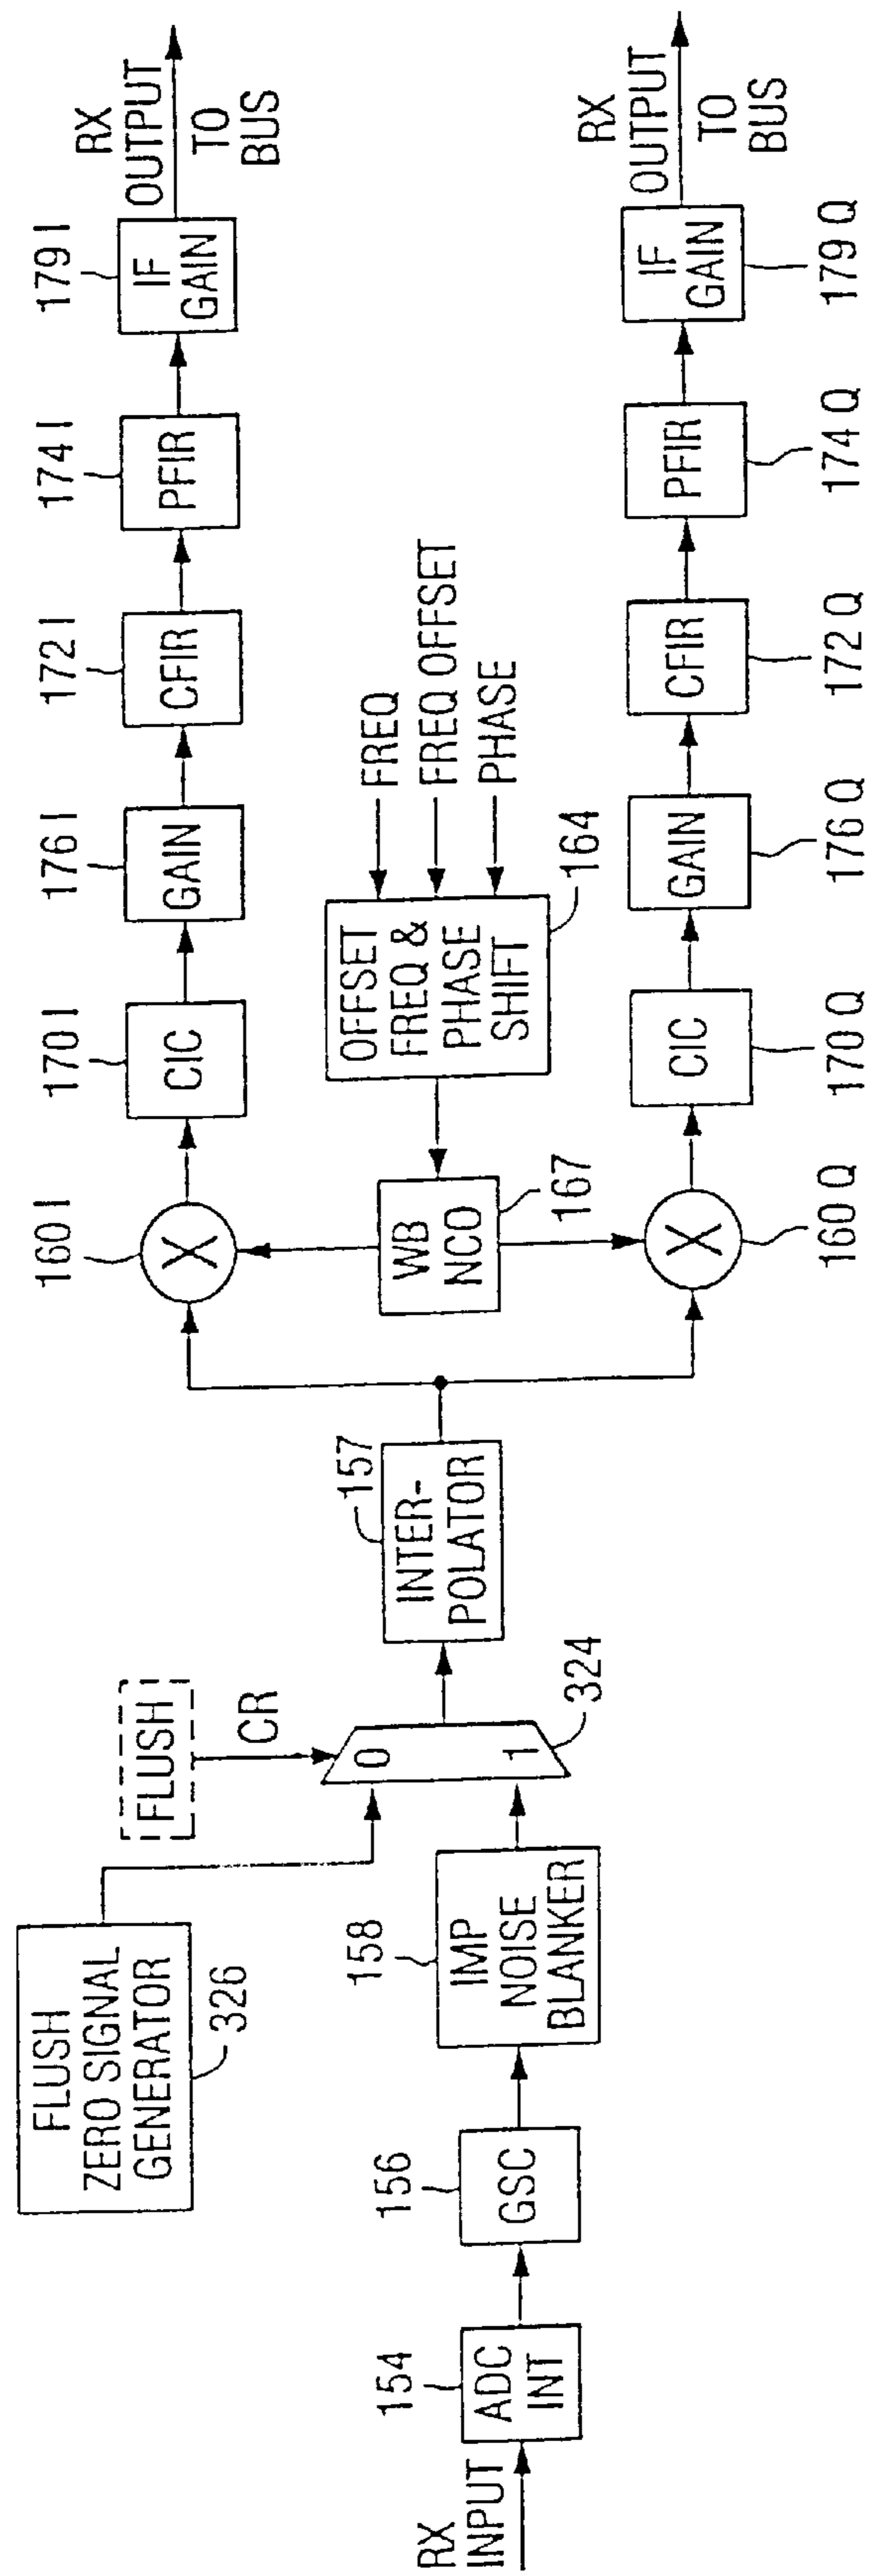 RX
INPUT
154
ADC
INT
156
GSC
158
IMP
NOISE
BLANKER
FLUSH
ZERO SIGNAL
GENERATOR
326
FLUSH
CR
0
1
324
157
INTER-
POLATOR
160 I
X
170 I
CIC
176 I
GAIN
172 I
CFIR
174 I
PFIR
179 I
IF
GAIN
RX
OUTPUT
TO
BUS
WB
NCO
167
OFFSET
FREQ &
PHASE
SHIFT
164
FREQ
FREQ OFFSET
PHASE
X
160 Q
CIC
170 Q
GAIN
176 Q
CFIR
172 Q
PFIR
174 Q
IF
GAIN
179 Q
RX
OUTPUT
TO
BUS